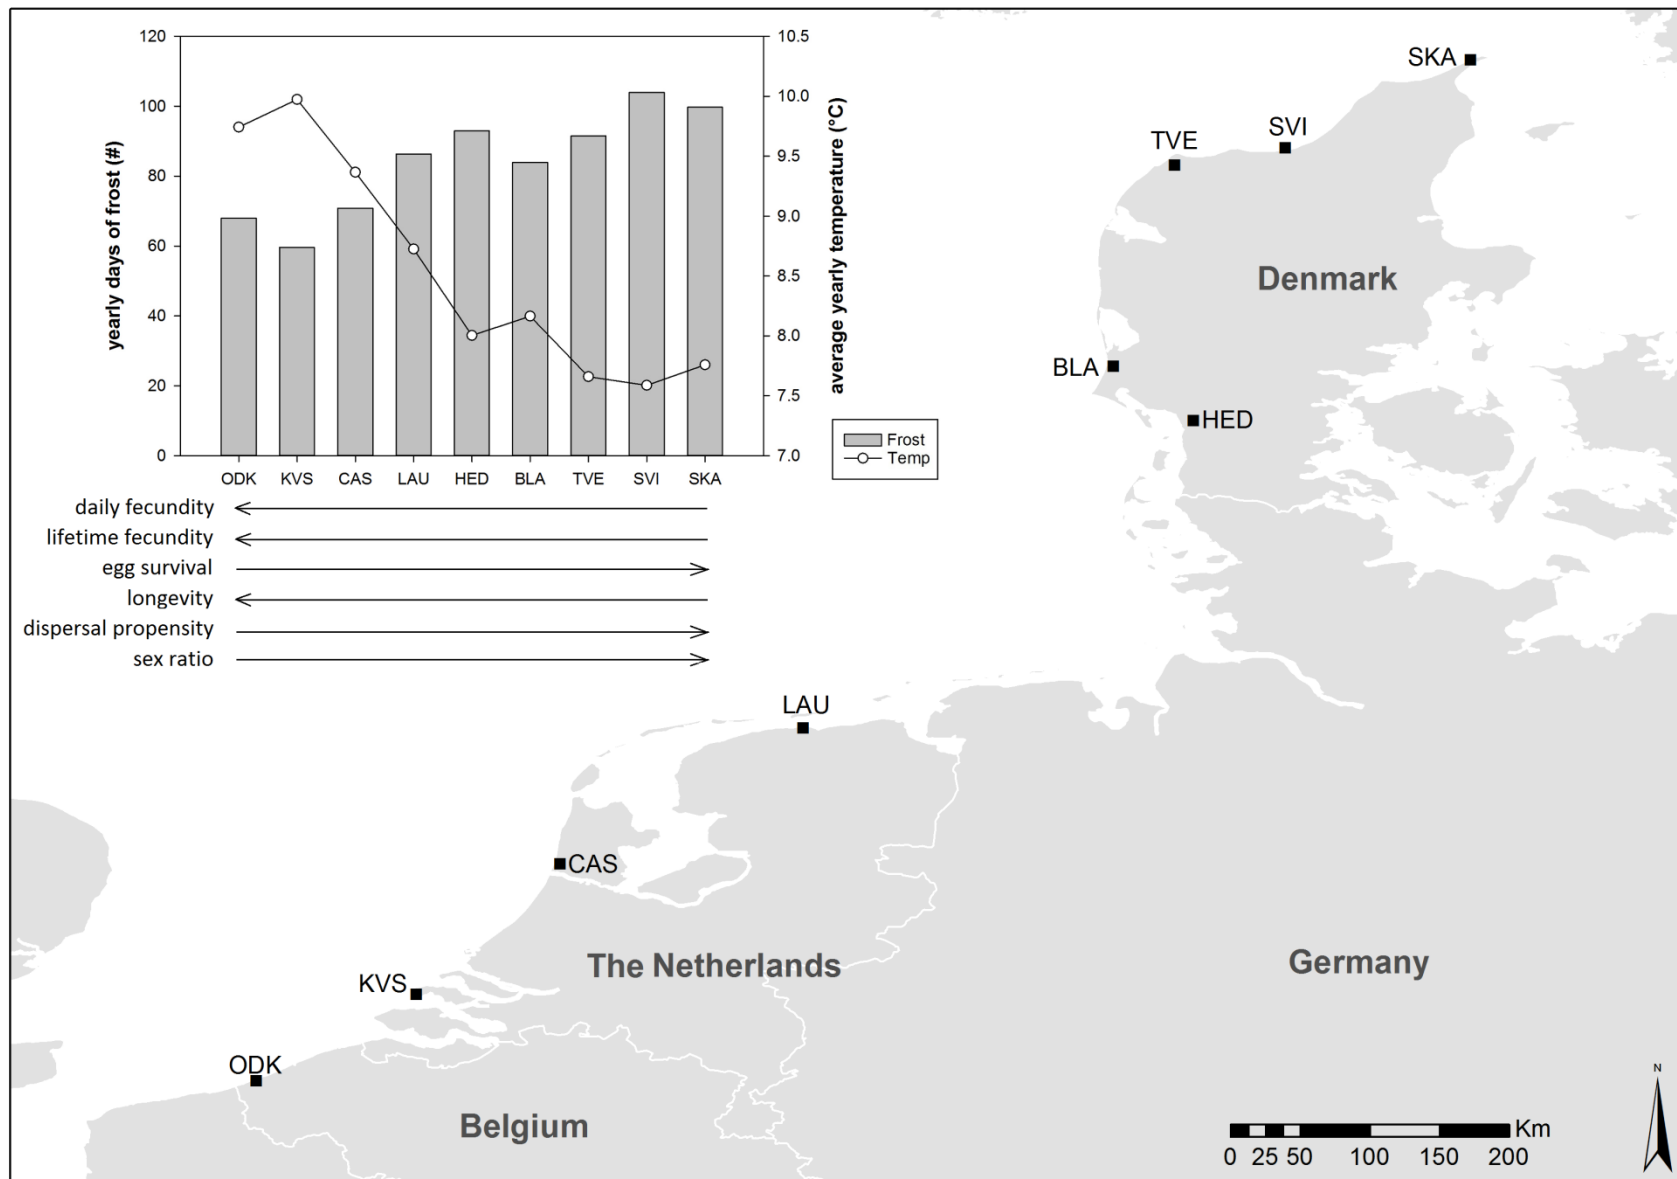 120
100
80
60
40
20
0
yearly days of frost (#)
10.5
10.0
9.5
9.0
8.5
8.0
7.5
7.0
average yearly temperature (°C)
ODK KVS CAS LAU HED BLA TVE SVI SKA
Frost
Temp
daily fecundity
lifetime fecundity
egg survival
longevity
dispersal propensity
sex ratio
SKA
SVI
TVE
Denmark
BLA
HED
LAU
CAS
The Netherlands
Germany
KVS
ODK
Belgium
N
Km
0 25 50 100 150 200